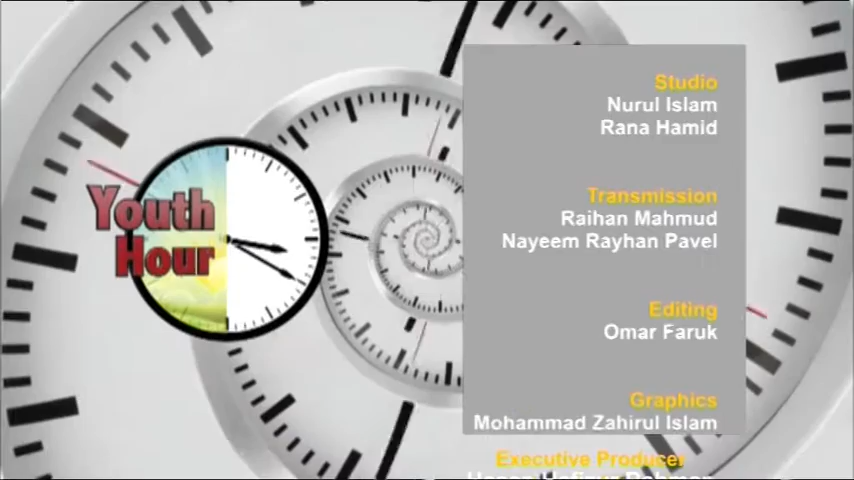 Youth
Hour
Studio
Nurul Islam
Rana Hamid
Transmission
Raihan Mahmud
Nayeem Rayhan Pavel
Editing
Omar Faruk
Graphics
Mohammad Zahirul Islam
Executive Producer